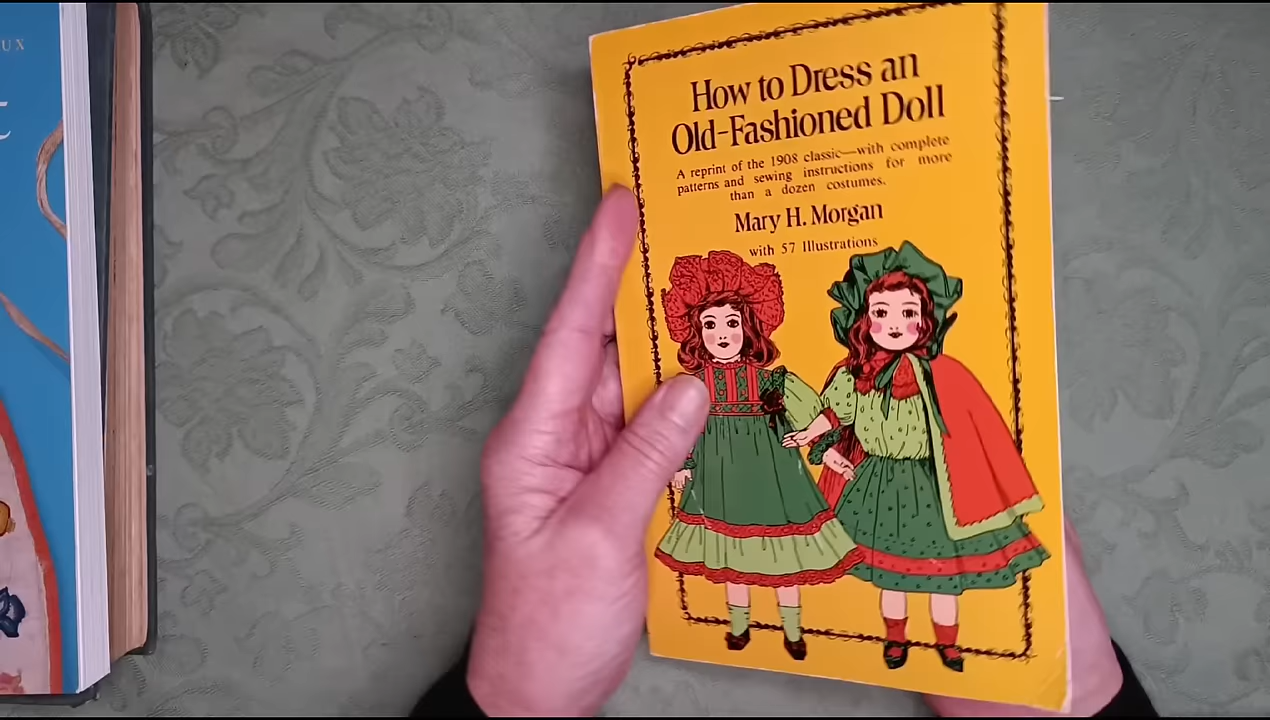 UX
How to Dress an
Old-Fashioned Doll
A reprint of the 1908 classic—with complete
patterns and sewing instructions for more
than a dozen costumes.
Mary H. Morgan
with 57 Illustrations